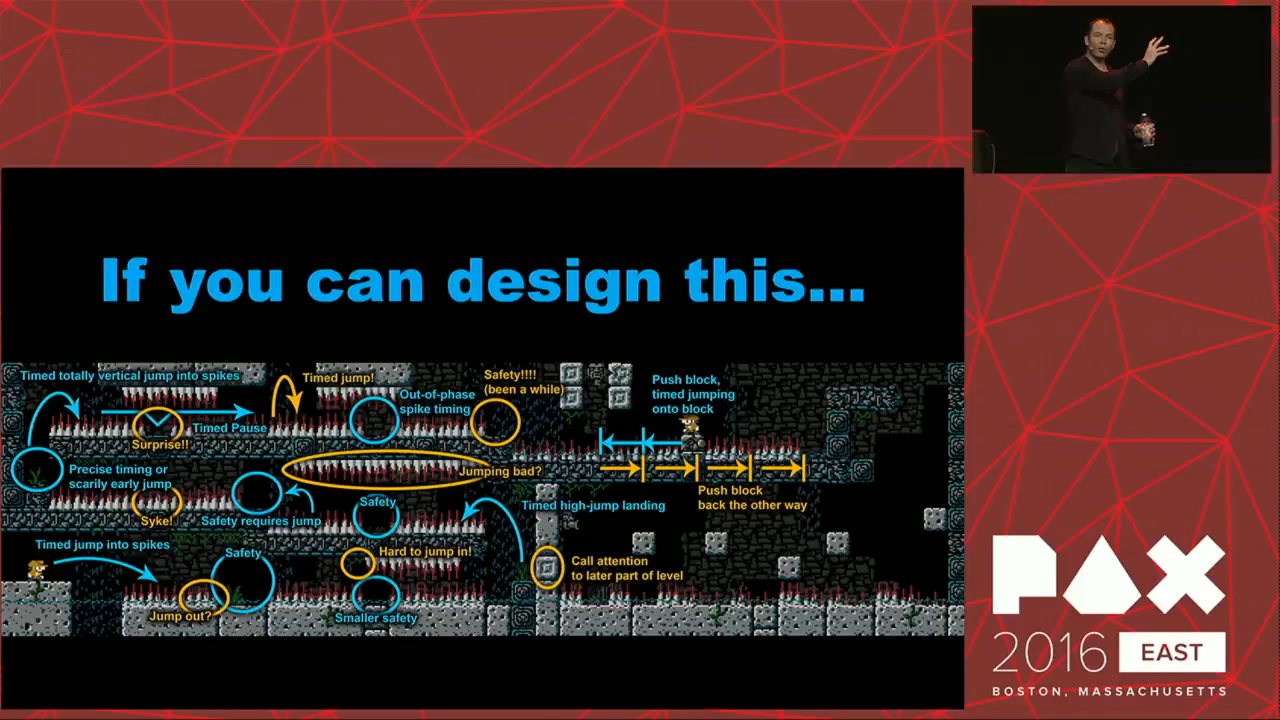 If you can design this...
Timed totally vertical jump into spikes
Timed jump!
Safety!!!!
(been a while)
Out-of-phase
spike timing
Push block,
timed jumping
onto block
Timed Pause
Surprise!!
Precise timing or
scarily early jump
Jumping bad?
Push block
back the other way
Syke!
Safety requires jump
Safety
Timed high-jump landing
Timed jump into spikes
Safety
Hard to jump in!
Call attention
to later part of level
Jump out?
Smaller safety
PAX
2016 EAST
BOSTON, MASSACHUSETTS